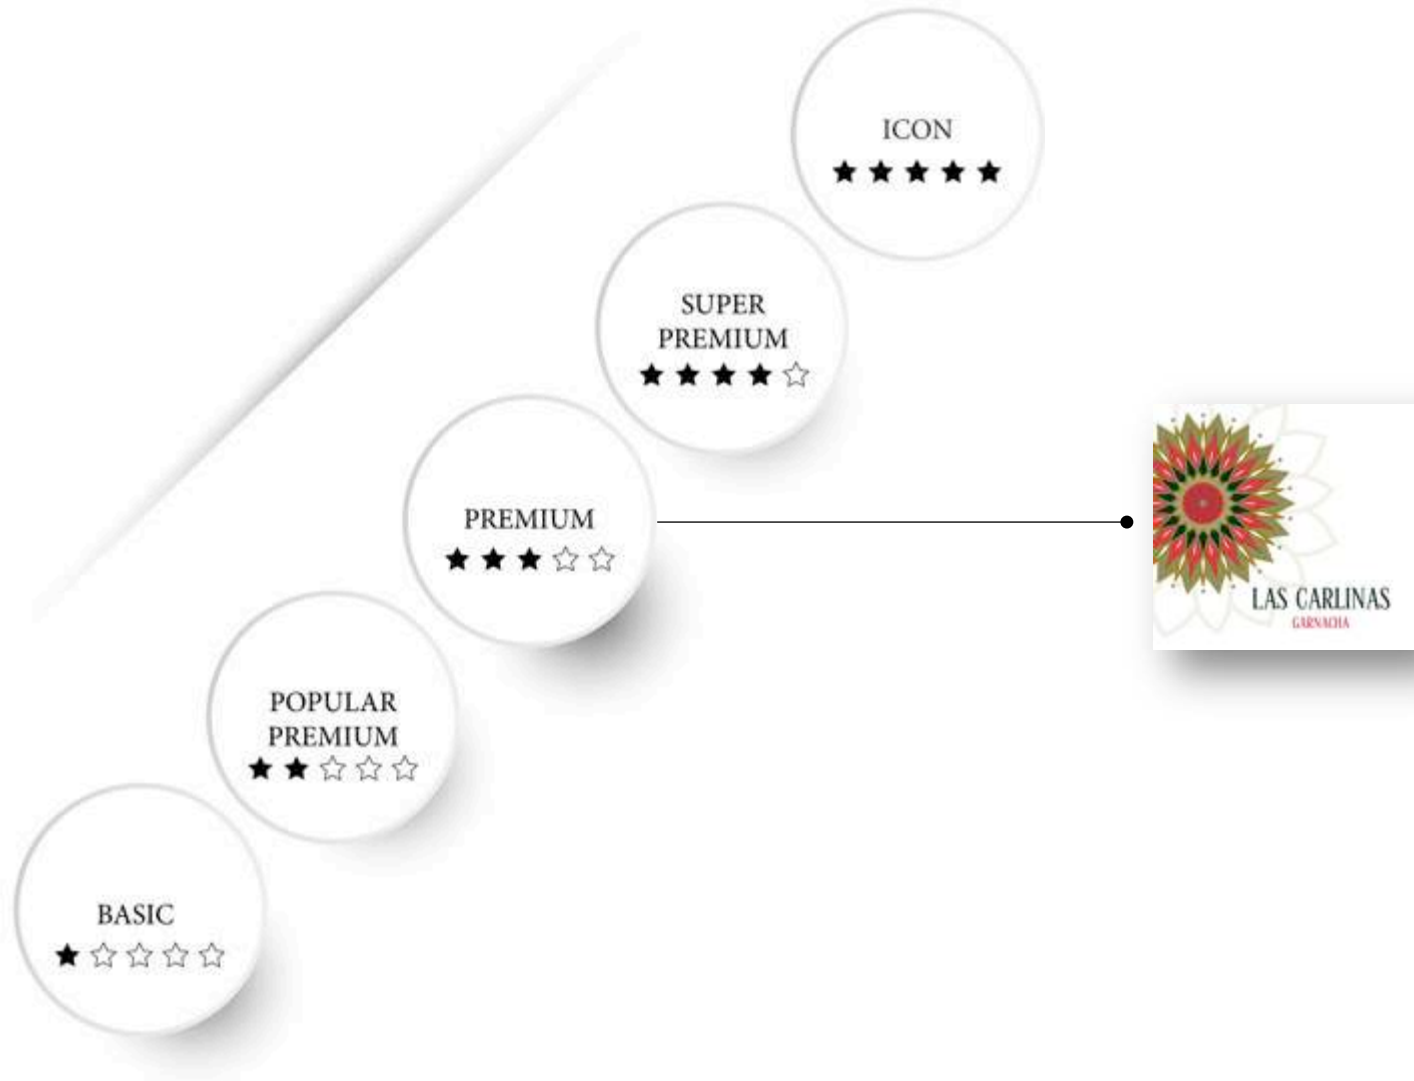 ICON
SUPER
PREMIUM
PREMIUM
LAS CARLINAS
GARNACHA
POPULAR
PREMIUM
BASIC